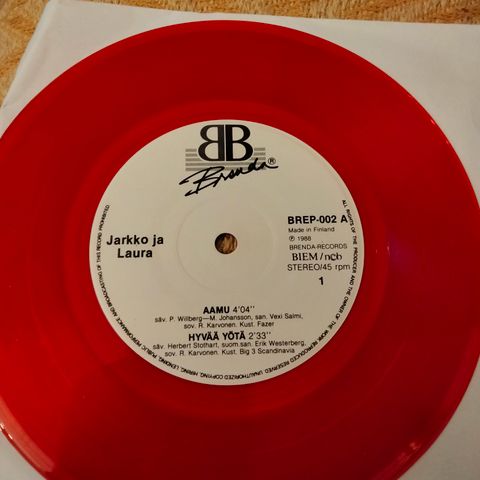 BB
Brenda®
Jarkko ja
Laura
BREP-002 A
Made in Finland
℗ 1988
BRENDA-RECORDS
BIEM/ncb
STEREO/45 rpm
1
AAMU 4'04''
säv. P. Willberg—M. Johansson, san. Vexi Salmi,
sov. R. Karvonen. Kust. Fazer
HYVÄÄ YÖTÄ 2'33''
säv. Herbert Stothart, suom.san. Erik Westerberg,
sov. R. Karvonen. Kust. Big 3 Scandinavia
ALL RIGHTS OF THE PRODUCER AND THE OWNER OF THE WORK REPRODUCED RESERVED. UNAUTHORIZED COPYING, HIRING, LENDING, PUBLIC PERFORMANCE AND BROADCASTING OF THIS RECORD PROHIBITED